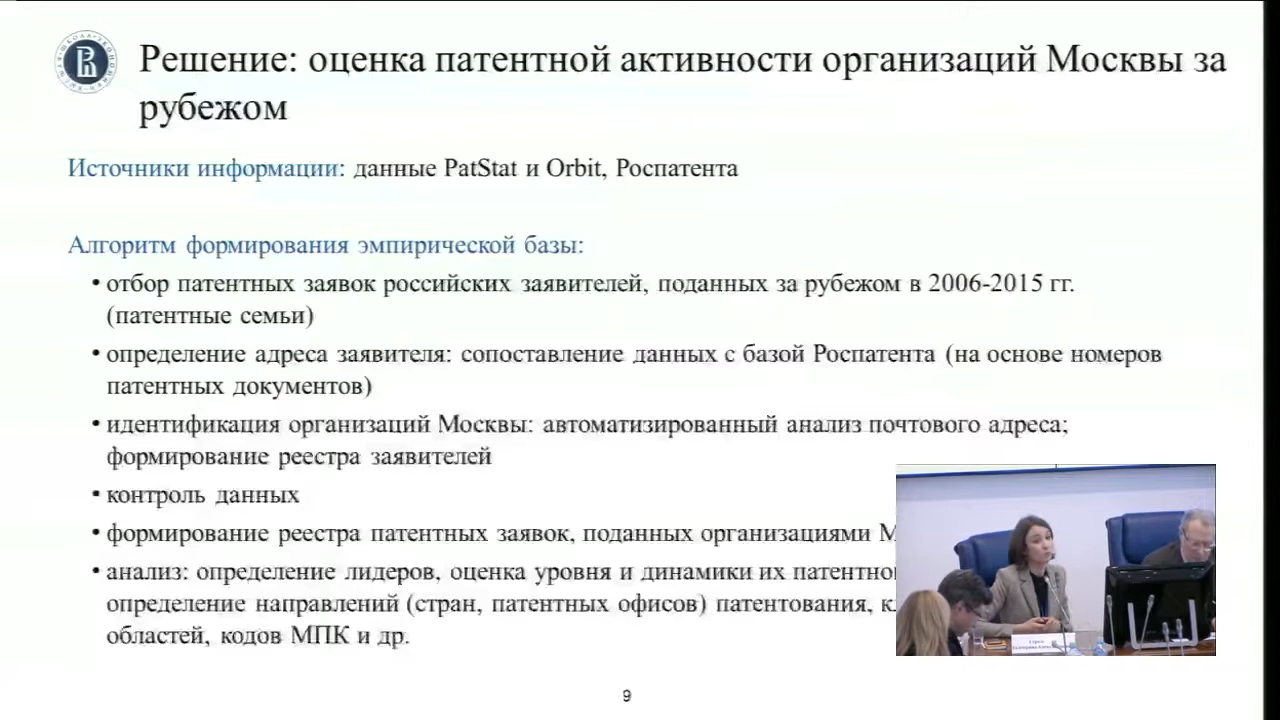 Решение: оценка патентной активности организаций Москвы за
рубежом
Источники информации: данные PatStat и Orbit, Роспатента
Алгоритм формирования эмпирической базы:
• отбор патентных заявок российских заявителей, поданных за рубежом в 2006-2015 гг.
(патентные семьи)
• определение адреса заявителя: сопоставление данных с базой Роспатента (на основе номеров
патентных документов)
• идентификация организаций Москвы: автоматизированный анализ почтового адреса;
формирование реестра заявителей
• контроль данных
• формирование реестра патентных заявок, поданных организациями
• анализ: определение лидеров, оценка уровня и динамики их
определение направлений (стран, патентных офисов) патентования,
областей, кодов МПК и др.
9